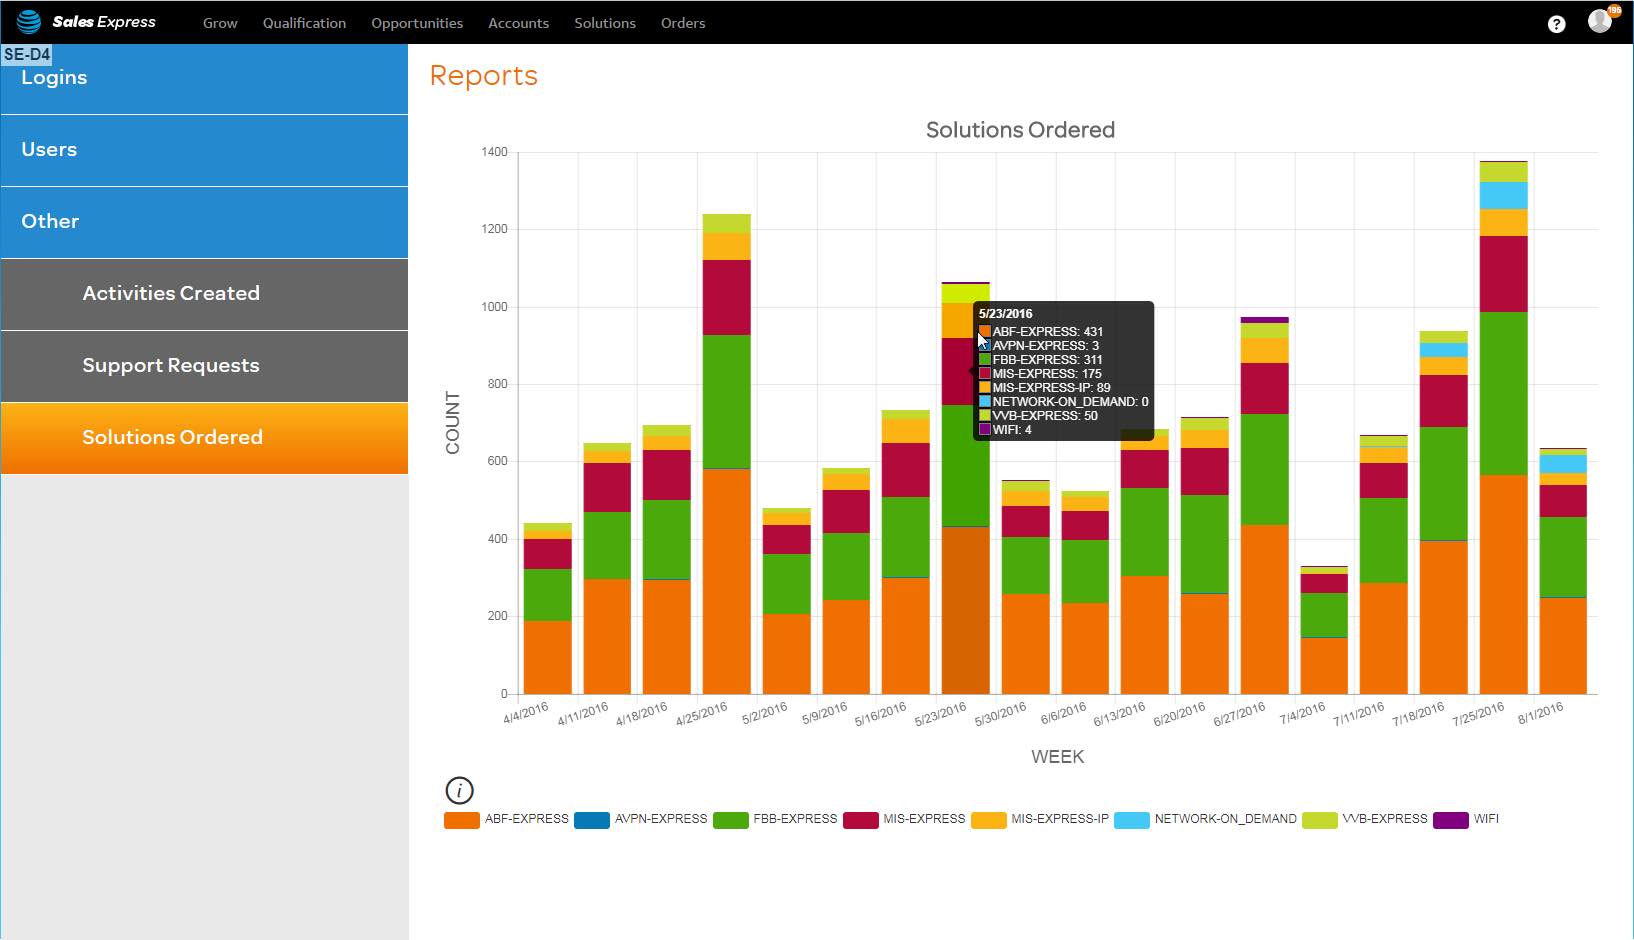 Sales Express Grow Qualification Opportunities Accounts Solutions Orders ? 195
SE-D4
Logins
Users
Other
Activities Created
Support Requests
Solutions Ordered
Reports
Solutions Ordered
1400
1200
1000
800
600
400
200
0
COUNT
5/23/2016
ABF-EXPRESS: 431
AVPN-EXPRESS: 3
FBB-EXPRESS: 311
MIS-EXPRESS: 175
MIS-EXPRESS-IP: 89
NETWORK-ON_DEMAND: 0
VVB-EXPRESS: 50
WIFI: 4
4/4/2016 4/11/2016 4/18/2016 4/25/2016 5/2/2016 5/9/2016 5/16/2016 5/23/2016 5/30/2016 6/6/2016 6/13/2016 6/20/2016 6/27/2016 7/4/2016 7/11/2016 7/18/2016 7/25/2016 8/1/2016
WEEK
i
ABF-EXPRESS AVPN-EXPRESS FBB-EXPRESS MIS-EXPRESS MIS-EXPRESS-IP NETWORK-ON_DEMAND VVB-EXPRESS WIFI